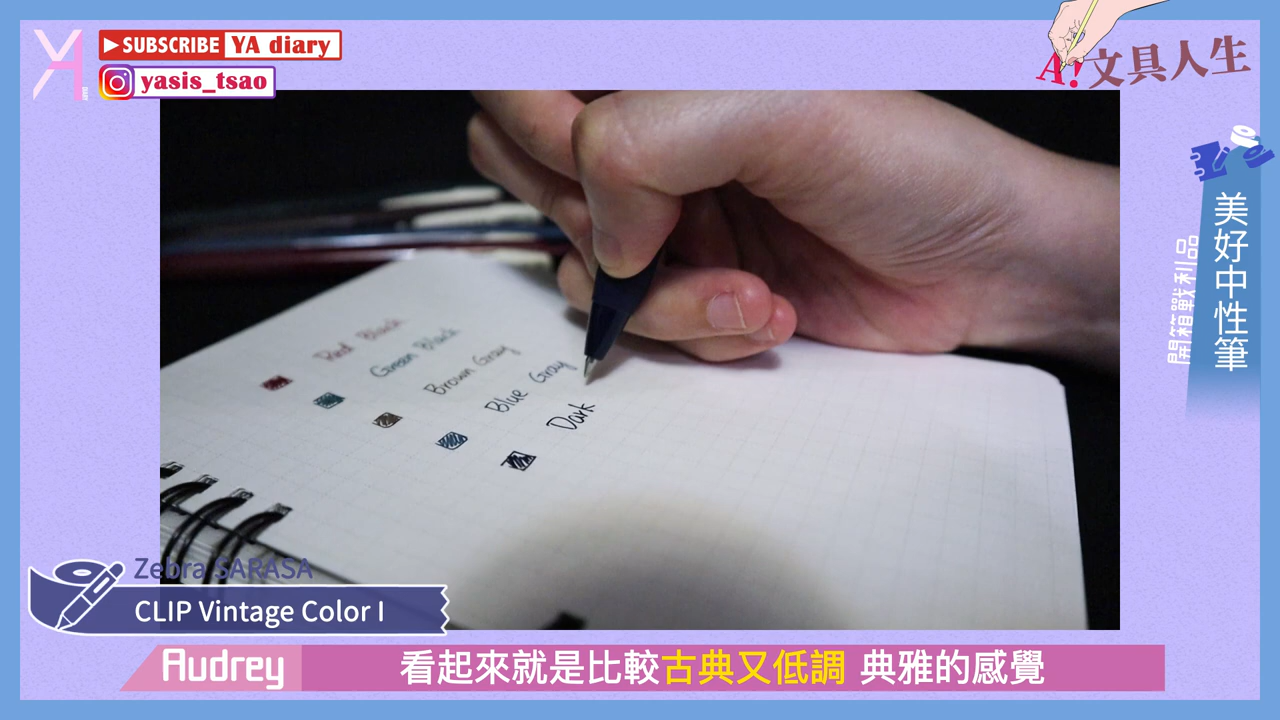 YA
DIARY
SUBSCRIBE YA diary
yasis_tsao
A!文具人生
美好中性筆
開箱戰利品
Red Black
Green Black
Brown Gray
Blue Gray
Dark
Zebra SARASA
CLIP Vintage Color I
Audrey
看起來就是比較古典又低調 典雅的感覺